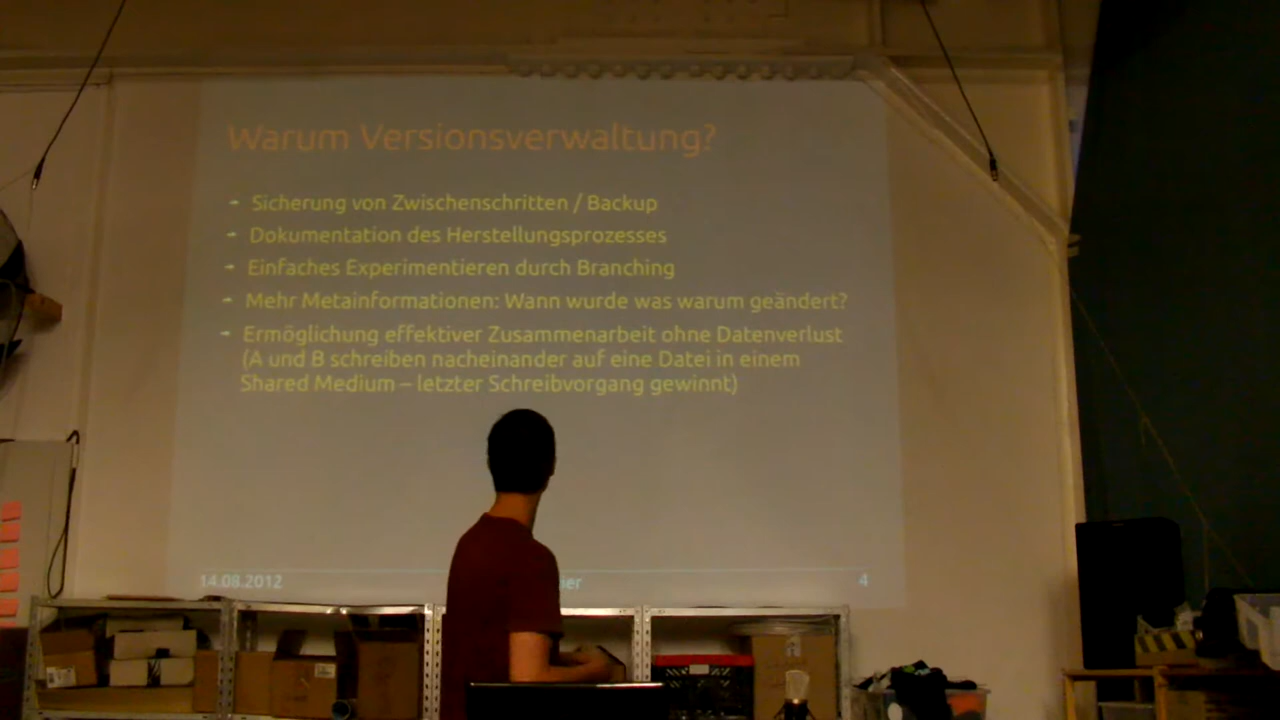 Warum Versionsverwaltung?
Sicherung von Zwischenschritten / Backup
Dokumentation des Herstellungsprozesses
Einfaches Experimentieren durch Branching
Mehr Metainformationen: Wann wurde was warum geändert?
Ermöglichung effektiver Zusammenarbeit ohne Datenverlust
(A und B schreiben nacheinander auf eine Datei in einem
Shared Medium – letzter Schreibvorgang gewinnt)
14.08.2012 4